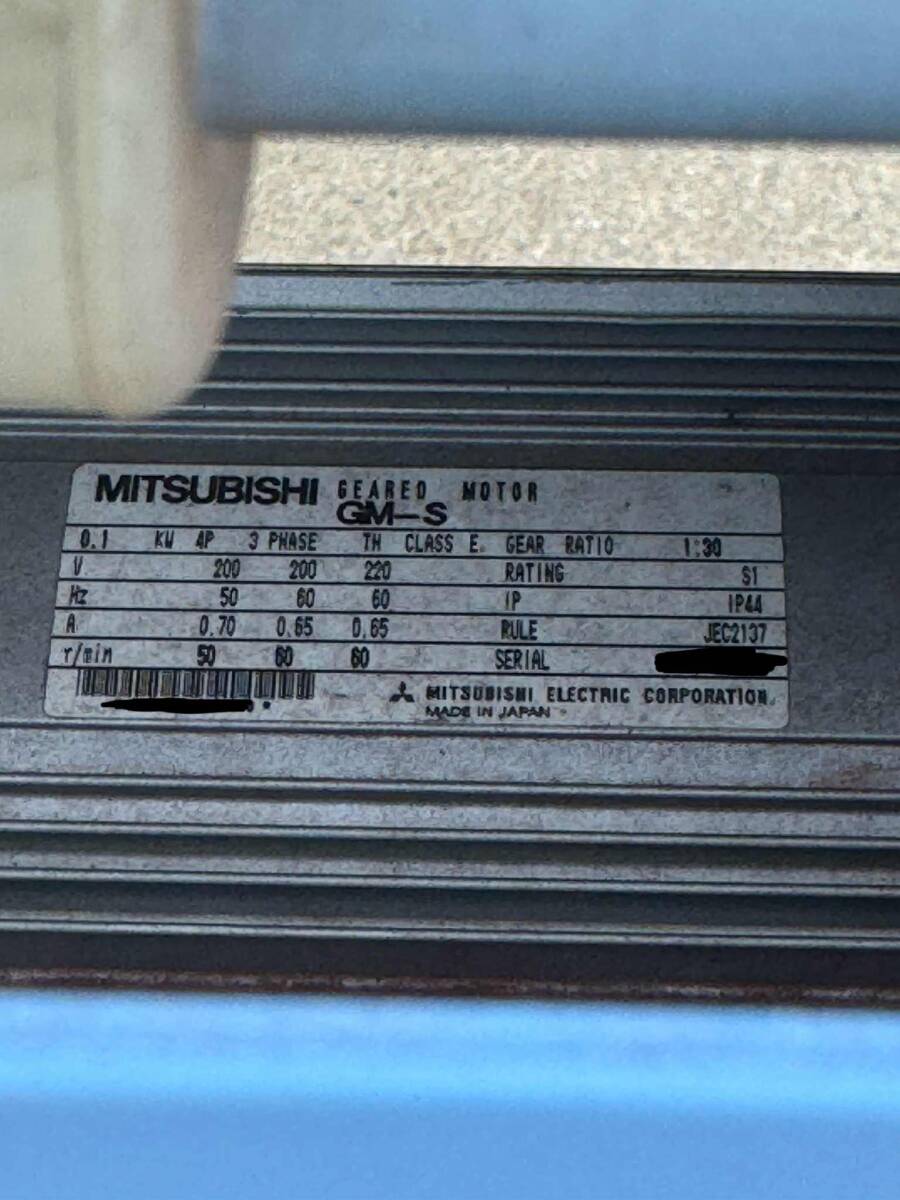 MITSUBISHI GEARED MOTOR
GM-S
0.1 KW 4P 3 PHASE TH CLASS E. GEAR RATIO 1:30
V 200 200 220 RATING S1
Hz 50 60 60 IP IP44
A 0.70 0.65 0.65 RULE JEC2137
r/min 50 60 60 SERIAL
MITSUBISHI ELECTRIC CORPORATION
MADE IN JAPAN